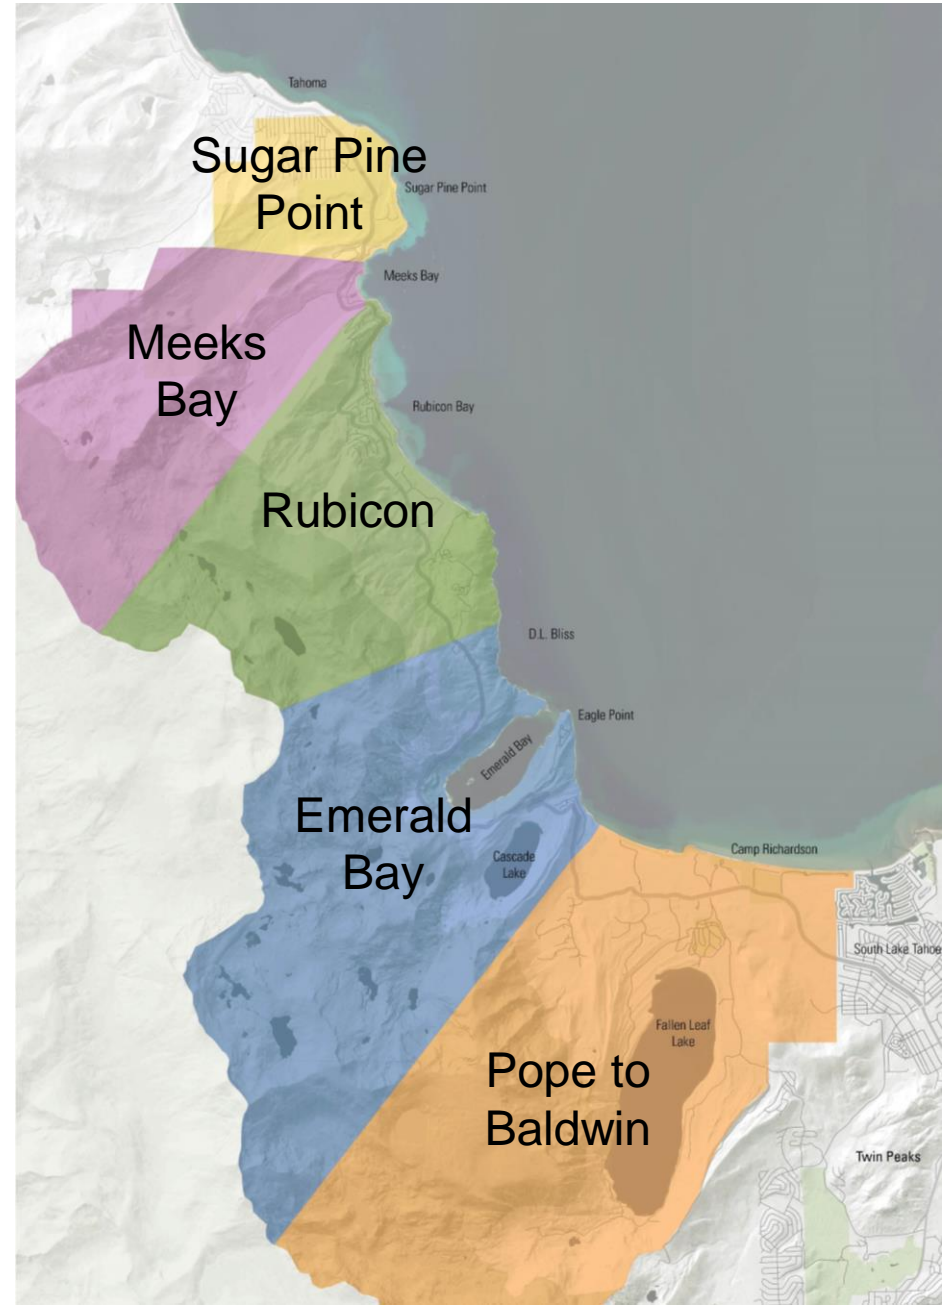 Tahoma
Sugar Pine
Point
Sugar Pine Point
Meeks Bay
Meeks
Bay
Rubicon Bay
Rubicon
D.L. Bliss
Eagle Point
Emerald Bay
Emerald
Bay
Cascade
Lake
Camp Richardson
South Lake Tahoe
Fallen Leaf
Lake
Pope to
Baldwin
Twin Peaks